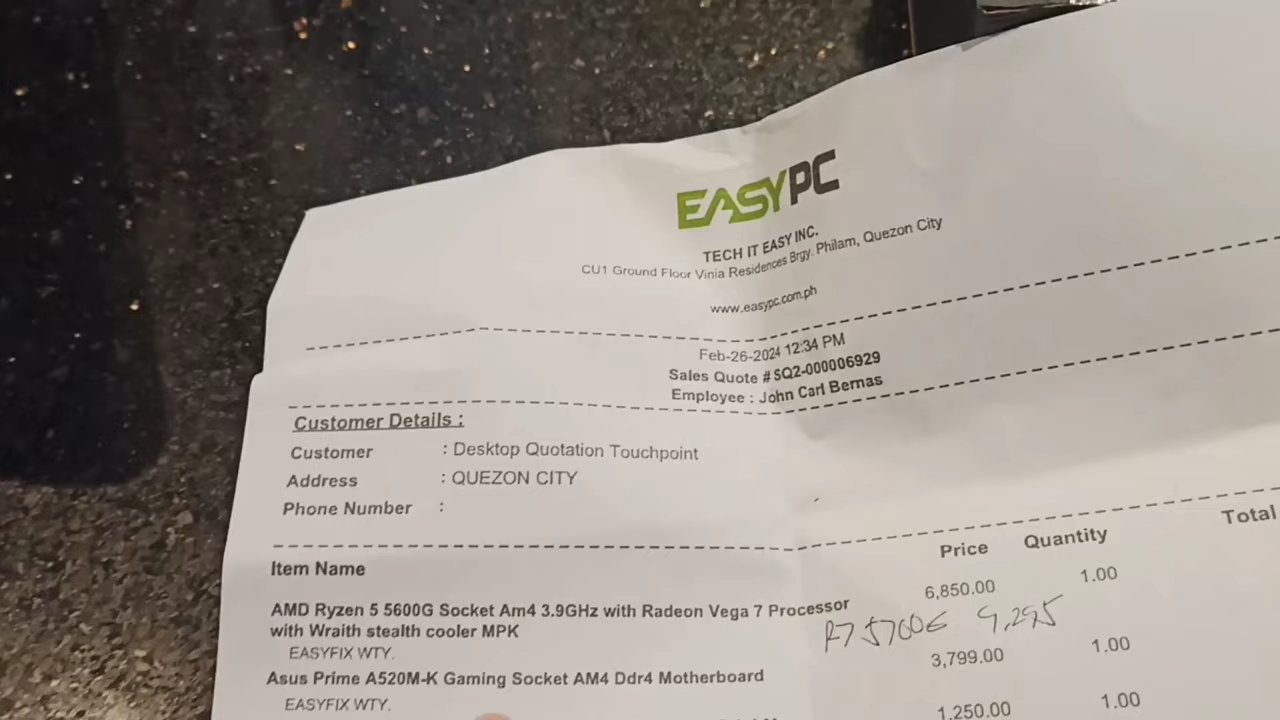 EASYPC
TECH IT EASY INC.
CU1 Ground Floor Vinia Residences Brgy. Philam, Quezon City
www.easypc.com.ph
Feb-26-2024 12:34 PM
Sales Quote # SQ2-000006929
Employee : John Carl Bernas
Customer Details :
Customer : Desktop Quotation Touchpoint
Address : QUEZON CITY
Phone Number :
Item Name Price Quantity Total
AMD Ryzen 5 5600G Socket Am4 3.9GHz with Radeon Vega 7 Processor 6,850.00 1.00
with Wraith stealth cooler MPK
R7 5700G 9,295
EASYFIX WTY.
Asus Prime A520M-K Gaming Socket AM4 Ddr4 Motherboard 3,799.00 1.00
EASYFIX WTY.
1,250.00 1.00